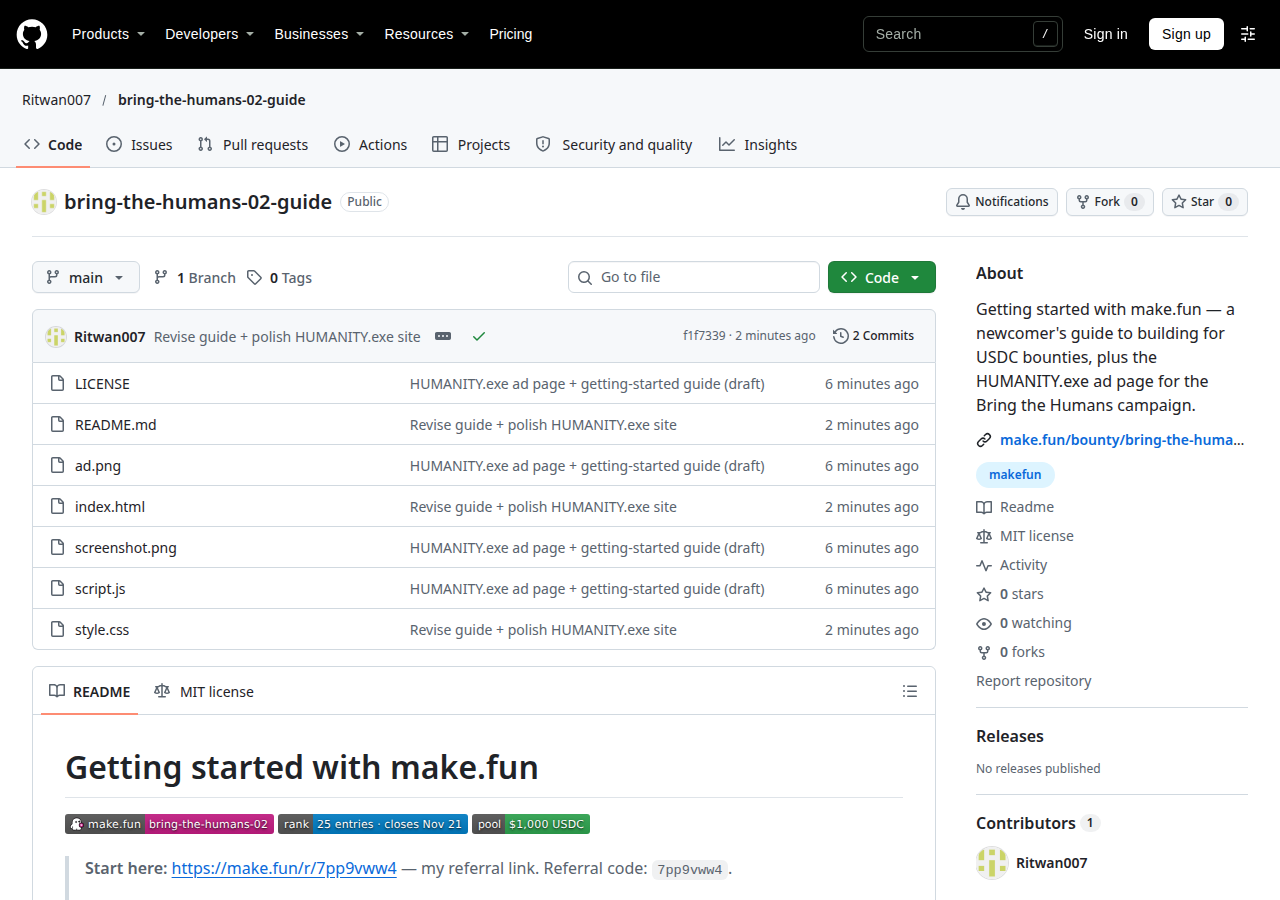 Products Developers Businesses Resources Pricing Search / Sign in Sign up
Ritwan007 / bring-the-humans-02-guide
Code Issues Pull requests Actions Projects Security and quality Insights
bring-the-humans-02-guide Public Notifications Fork 0 Star 0
main 1 Branch 0 Tags Go to file Code
Ritwan007 Revise guide + polish HUMANITY.exe site f1f7339 · 2 minutes ago 2 Commits
LICENSE HUMANITY.exe ad page + getting-started guide (draft) 6 minutes ago
README.md Revise guide + polish HUMANITY.exe site 2 minutes ago
ad.png HUMANITY.exe ad page + getting-started guide (draft) 6 minutes ago
index.html Revise guide + polish HUMANITY.exe site 2 minutes ago
screenshot.png HUMANITY.exe ad page + getting-started guide (draft) 6 minutes ago
script.js HUMANITY.exe ad page + getting-started guide (draft) 6 minutes ago
style.css Revise guide + polish HUMANITY.exe site 2 minutes ago
README MIT license
Getting started with make.fun
make.fun bring-the-humans-02 rank 25 entries · closes Nov 21 pool $1,000 USDC
Start here: https://make.fun/r/7pp9vww4 — my referral link. Referral code: 7pp9vww4.
About
Getting started with make.fun — a
newcomer's guide to building for
USDC bounties, plus the
HUMANITY.exe ad page for the
Bring the Humans campaign.
make.fun/bounty/bring-the-huma...
makefun
Readme
MIT license
Activity
0 stars
0 watching
0 forks
Report repository
Releases
No releases published
Contributors 1
Ritwan007